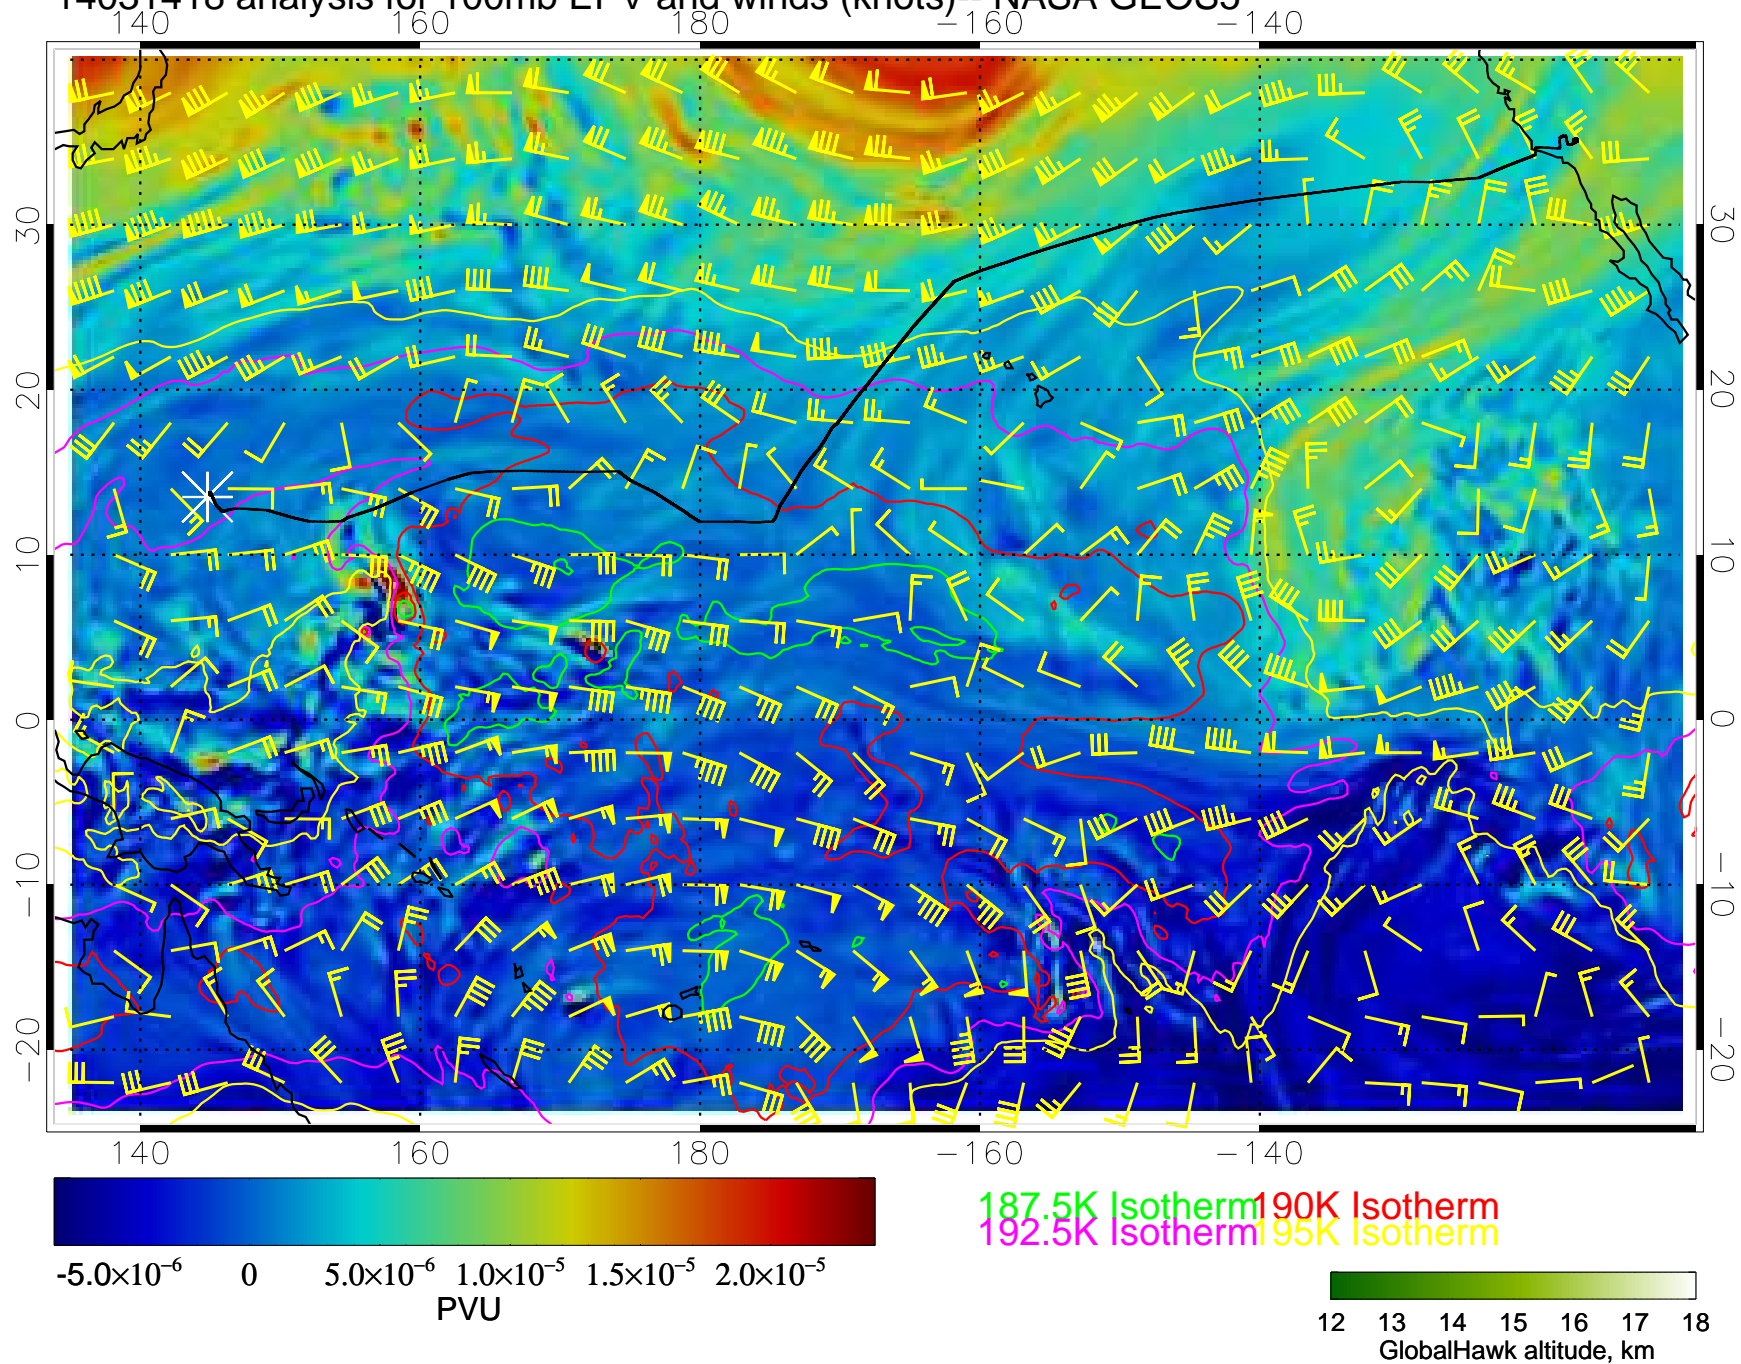 14031418 analysis for 100mb EPV and winds (knots)-- NASA GEOS5
140 160 180 −160 −140
30 30
20 20
10 10
0 0
−10 −10
−20 −20
140 160 180 −160 −140
-5.0×10⁻⁶ 0 5.0×10⁻⁶ 1.0×10⁻⁵ 1.5×10⁻⁵ 2.0×10⁻⁵
PVU
187.5K Isotherm 190K Isotherm
192.5K Isotherm 195K Isotherm
12 13 14 15 16 17 18
GlobalHawk altitude, km